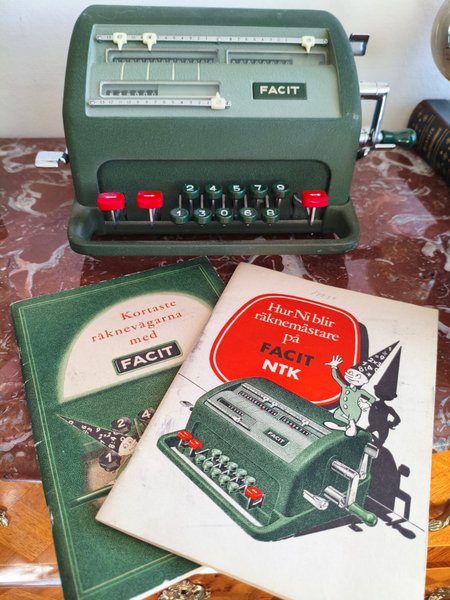 FACIT
2 4 5 7 9
1 3 0 6 8
Kortaste
räknevägarna
med
FACIT
Hur Ni blir
räknemästare
på
FACIT
NTK
FACIT